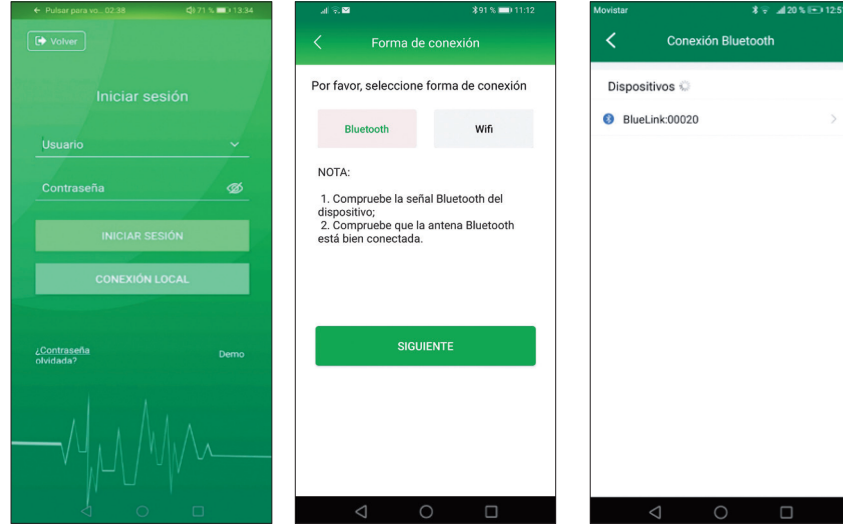 ← Pulsar para vo... 02:38 71 % 13:34
Volver
Iniciar sesión
Usuario
Contraseña
INICIAR SESIÓN
CONEXIÓN LOCAL
¿Contraseña
olvidada?
Demo
91 % 11:12
Forma de conexión
Por favor, seleccione forma de conexión
Bluetooth
Wifi
NOTA:
1. Compruebe la señal Bluetooth del
dispositivo;
2. Compruebe que la antena Bluetooth
está bien conectada.
SIGUIENTE
Movistar 20 %
Conexión Bluetooth
Dispositivos
BlueLink:00020